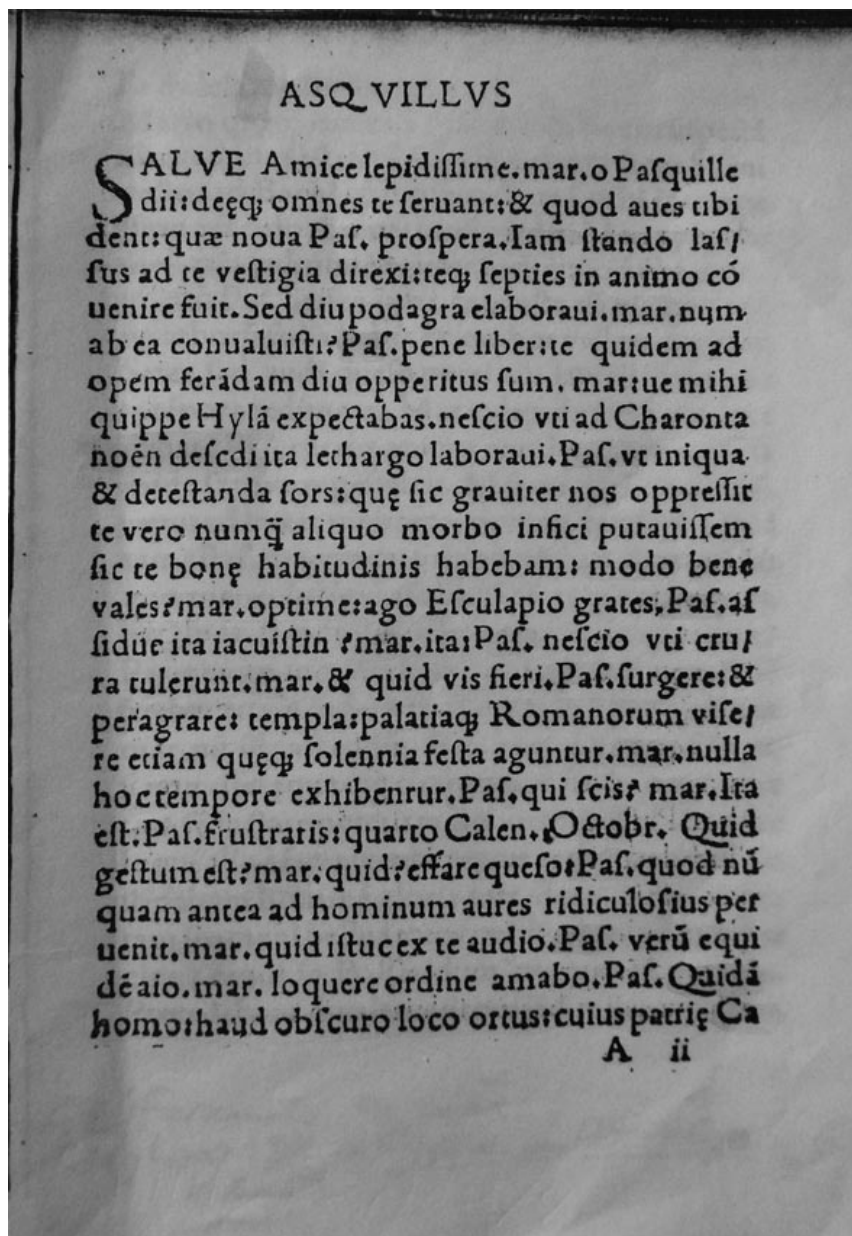 ASQVILLVS
SALVE Amice lepidissime.mar.o Pasquille
dii:deęq; omnes te seruant:& quod aues tibi
dent:quæ noua Pas. prospera.Iam stando las/
sus ad te vestigia direxi:teq; septies in animo cō
uenire fuit.Sed diu podagra elaboraui.mar.num
ab ea conualuisti?Pas.pene liber:te quidem ad
opem ferādam diu opperitus sum. mar:ue mihi
quippe Hylā expectabas.nescio vti ad Charonta
noēn descdi ita lethargo laboraui.Pas.vt iniqua
& detestanda sors:quę sic grauiter nos oppressit
te vero numq̄ aliquo morbo infici putauissem
sic te bonę habitudinis habebam: modo bene
vales?mar.optime:ago Esculapio grates.Pas.as
sidue ita iacuistin ?mar.ita:Pas. nescio vti cru/
ra tulerunt.mar.& quid vis fieri.Pas.surgere:&
peragrare: templa:palatiaq; Romanorum vise/
re etiam quęq; solennia festa aguntur.mar.nulla
hoc tempore exhibentur.Pas.qui scis? mar.Ita
est.Pas.frustraris:quarto Calen. Octobr. Quid
gestum est?mar.quid?effare queso:Pas.quod nū
quam antea ad hominum aures ridiculosius per
uenit.mar.quid istuc ex te audio.Pas. verū equi
dē aio.mar. loquere ordine amabo.Pas.Quidā
homo:haud obscuro loco ortus:cuius patrię Ca
A ii